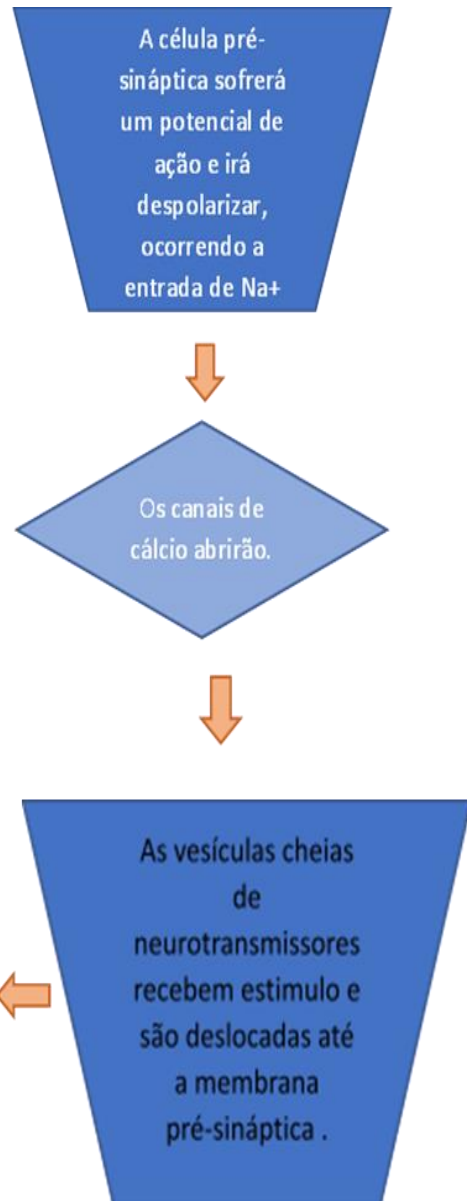 A célula pré-
sináptica sofrerá
um potencial de
ação e irá
despolarizar,
ocorrendo a
entrada de Na+
Os canais de
cálcio abrirão.
As vesículas cheias
de
neurotransmissores
recebem estimulo e
são deslocadas até
a membrana
pré-sináptica .